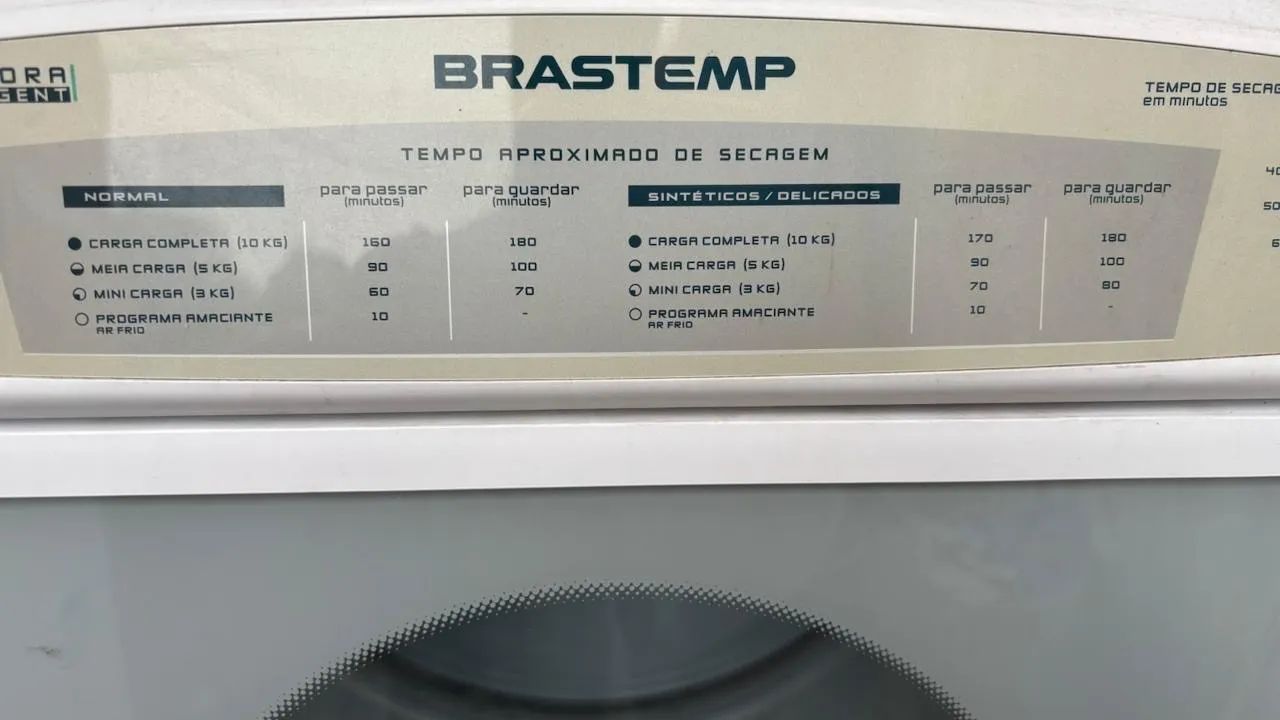 BRASTEMP
TEMPO DE
em minutos
TEMPO APROXIMADO DE SECAGEM
NORMAL para passar (minutos) para guardar (minutos)
CARGA COMPLETA (10 KG) 160 180
MEIA CARGA (5 KG) 90 100
MINI CARGA (3 KG) 60 70
PROGRAMA AMACIANTE 10 -
AR FRIO
SINTÉTICOS / DELICADOS para passar (minutos) para guardar (minutos)
CARGA COMPLETA (10 KG) 170 180
MEIA CARGA (5 KG) 90 100
MINI CARGA (3 KG) 70 80
PROGRAMA AMACIANTE 10 -
AR FRIO